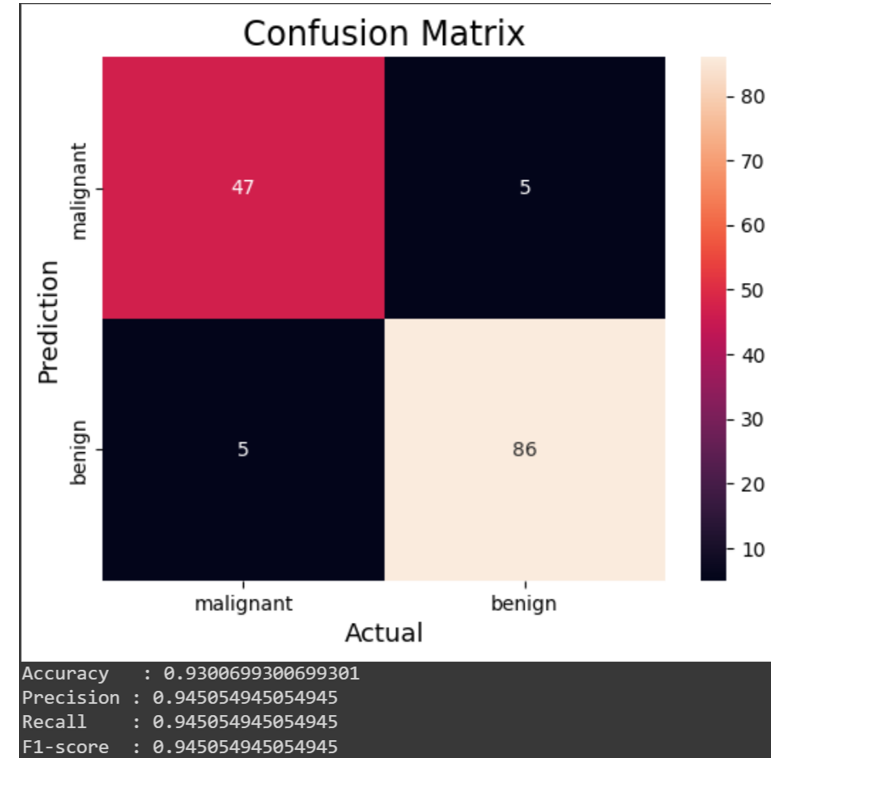 Confusion Matrix
malignant
benign
Prediction
47
5
5
86
malignant
benign
Actual
80
70
60
50
40
30
20
10
Accuracy   : 0.9300699300699301
Precision : 0.945054945054945
Recall    : 0.945054945054945
F1-score  : 0.945054945054945